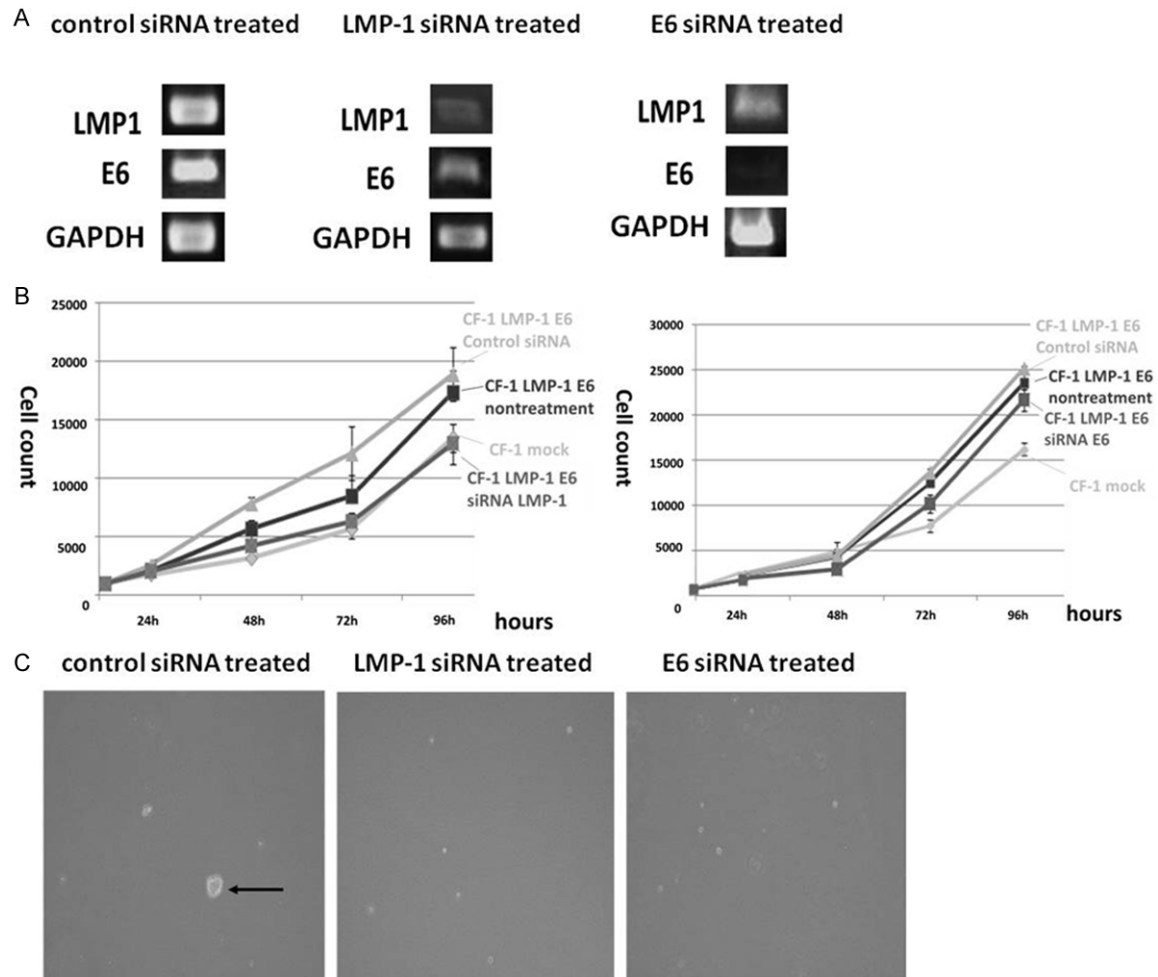 A
control siRNA treated
LMP-1 siRNA treated
E6 siRNA treated
LMP1
E6
GAPDH
LMP1
E6
GAPDH
LMP1
E6
GAPDH
B
Cell count
25000
20000
15000
10000
5000
0
24h
48h
72h
96h
hours
CF-1 LMP-1 E6
Control siRNA
CF-1 LMP-1 E6
nontreatment
CF-1 mock
CF-1 LMP-1 E6
siRNA LMP-1
Cell count
30000
25000
20000
15000
10000
5000
0
24h
48h
72h
96h
hours
CF-1 LMP-1 E6
Control siRNA
CF-1 LMP-1 E6
nontreatment
CF-1 LMP-1 E6
siRNA E6
CF-1 mock
C
control siRNA treated
LMP-1 siRNA treated
E6 siRNA treated